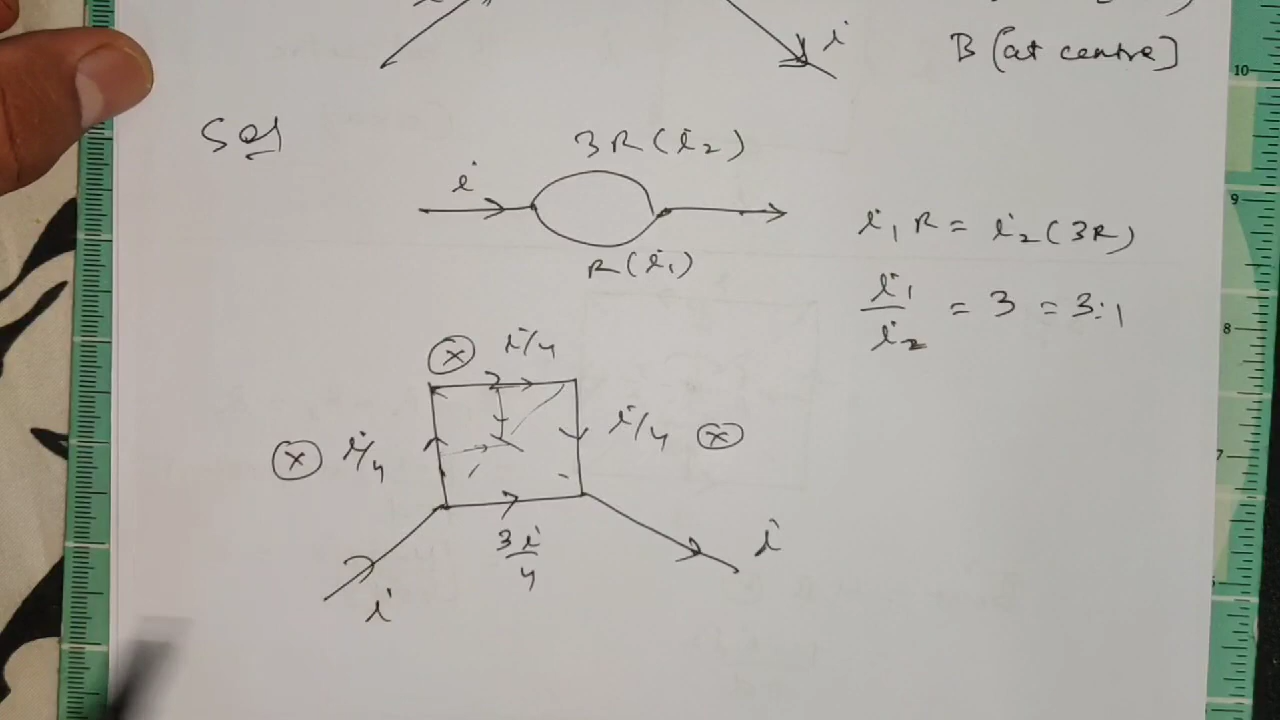 i
B (at centre]
Sol
3R(i₂)
i
R(i₁)
i₁ R = i₂(3R)
i₁/i₂ = 3 = 3:1
ⓧ i/4
i/4 ⓧ
ⓧ i/4
3i/4
i
i
10
9
8
7